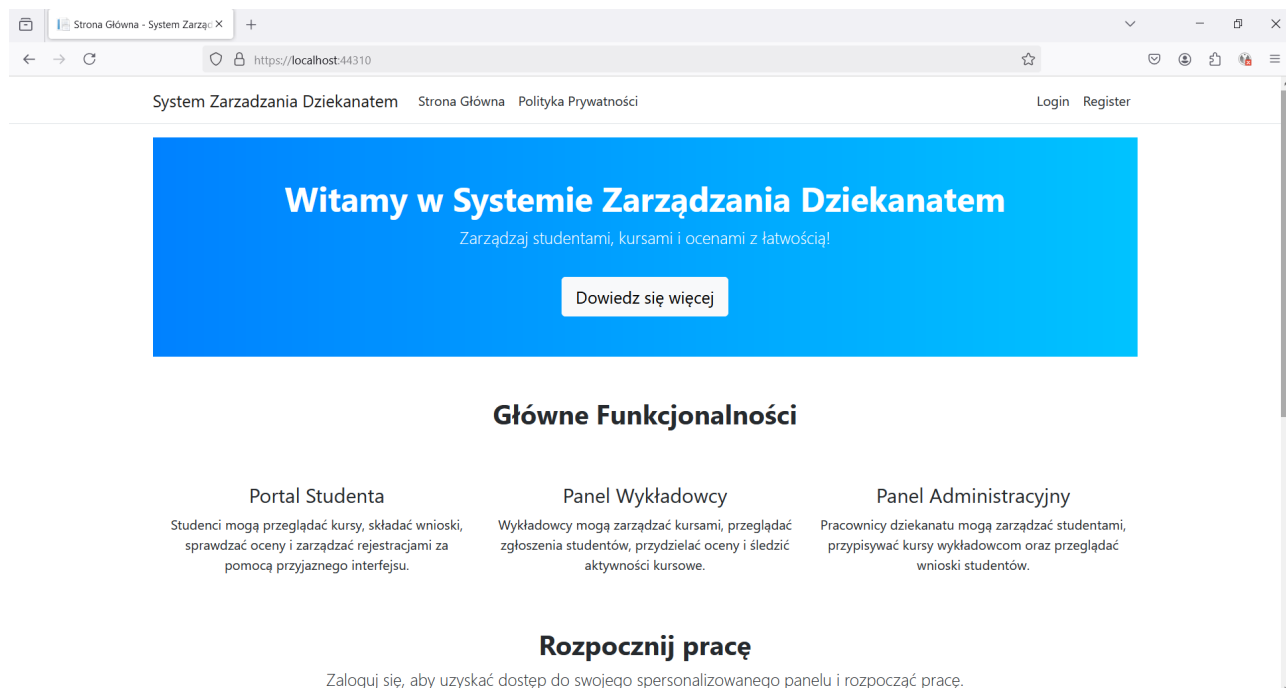 Strona Główna - System Zarząd
https://localhost:44310
System Zarzadzania Dziekanatem Strona Główna Polityka Prywatności Login Register
Witamy w Systemie Zarządzania Dziekanatem
Zarządzaj studentami, kursami i ocenami z łatwością!
Dowiedz się więcej
Główne Funkcjonalności
Portal Studenta
Studenci mogą przeglądać kursy, składać wnioski,
sprawdzać oceny i zarządzać rejestracjami za
pomocą przyjaznego interfejsu.
Panel Wykładowcy
Wykładowcy mogą zarządzać kursami, przeglądać
zgłoszenia studentów, przydzielać oceny i śledzić
aktywności kursowe.
Panel Administracyjny
Pracownicy dziekanatu mogą zarządzać studentami,
przypisywać kursy wykładowcom oraz przeglądać
wnioski studentów.
Rozpocznij pracę
Zaloguj się, aby uzyskać dostęp do swojego spersonalizowanego panelu i rozpocząć pracę.